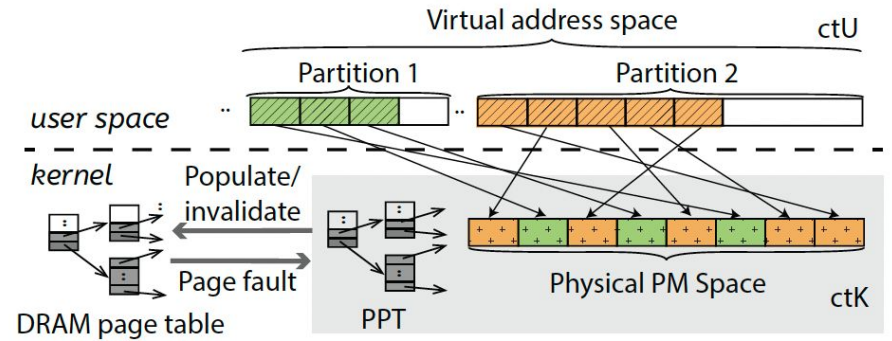 Virtual address space
ctU
Partition 1
Partition 2
..
..
user space
kernel
Populate/
invalidate
Page fault
DRAM page table
PPT
Physical PM Space
ctK